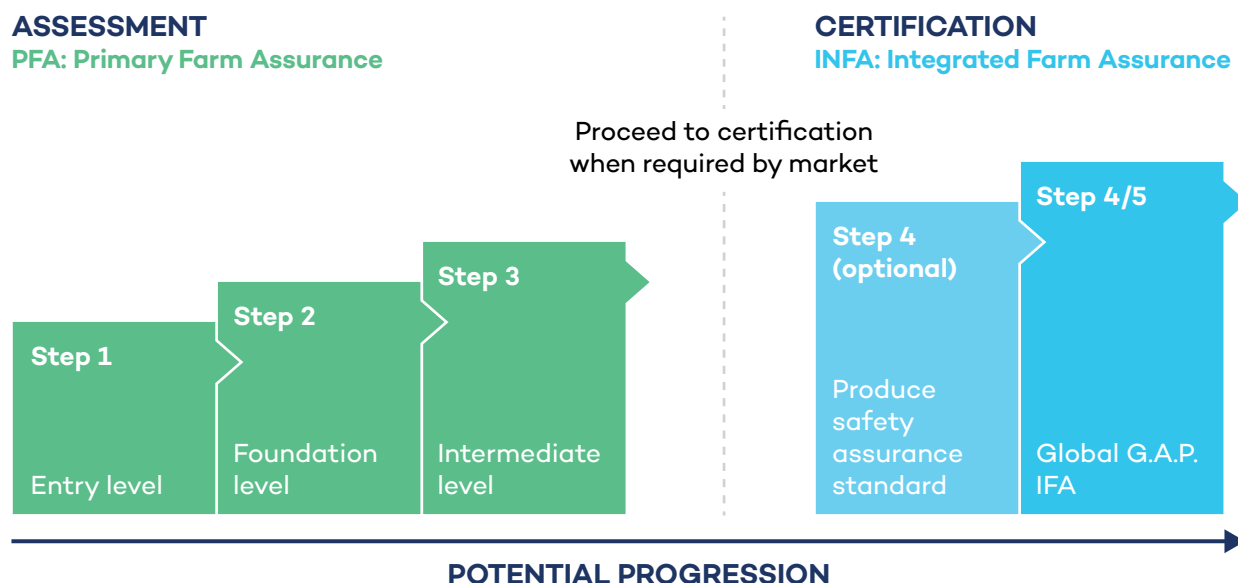 ASSESSMENT
PFA: Primary Farm Assurance
CERTIFICATION
INFA: Integrated Farm Assurance
Proceed to certification
when required by market
Step 1
Entry level
Step 2
Foundation
level
Step 3
Intermediate
level
Step 4
(optional)
Produce
safety
assurance
standard
Step 4/5
Global G.A.P.
IFA
POTENTIAL PROGRESSION